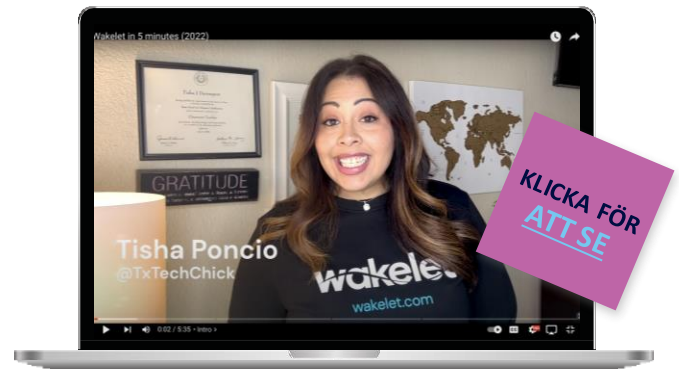 Wakelet in 5 minutes (2022)
GRATITUDE
Tisha Poncio
@TxTechChick
wakelet
wakelet.com
0:02 / 5:35 • Intro >
KLICKA FÖR
ATT SE